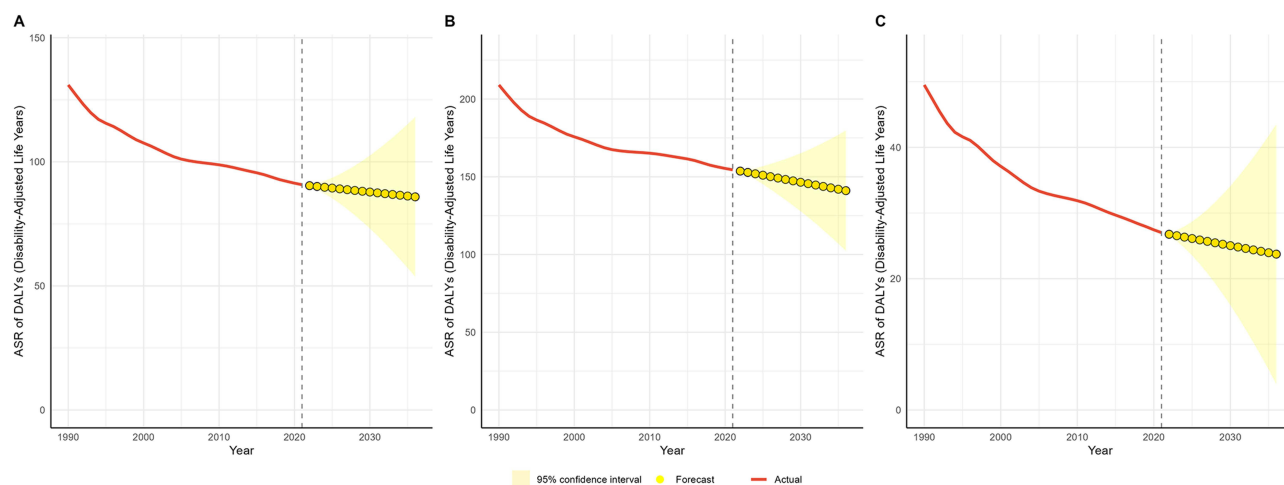 A
B
C
ASR of DALYs (Disability-Adjusted Life Years)
150
100
50
0
1990
2000
2010
2020
2030
Year
ASR of DALYs (Disability-Adjusted Life Years)
200
150
100
50
0
1990
2000
2010
2020
2030
Year
ASR of DALYs (Disability-Adjusted Life Years)
40
20
0
1990
2000
2010
2020
2030
Year
95% confidence interval
Forecast
Actual